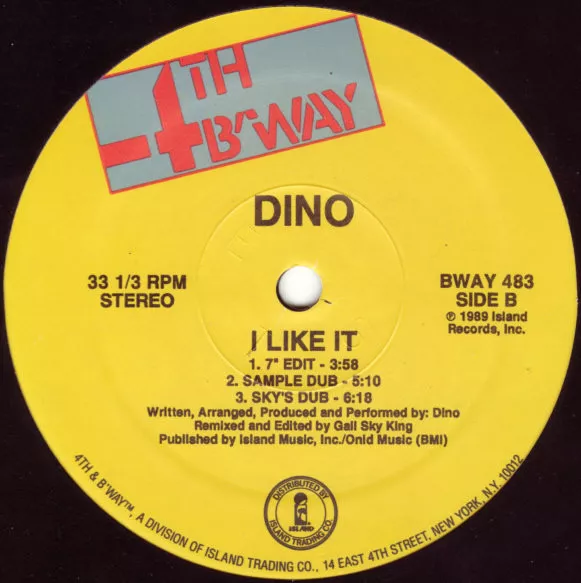 4TH
B'WAY
DINO
33 1/3 RPM
STEREO
BWAY 483
SIDE B
℗ 1989 Island
Records, Inc.
I LIKE IT
1. 7" EDIT - 3:58
2. SAMPLE DUB - 5:10
3. SKY'S DUB - 6:18
Written, Arranged, Produced and Performed by: Dino
Remixed and Edited by Gail Sky King
Published by Island Music, Inc./Onid Music (BMI)
DISTRIBUTED BY
ISLAND
ISLAND TRADING CO.
4TH & B'WAY™, A DIVISION OF ISLAND TRADING CO., 14 EAST 4TH STREET, NEW YORK, N.Y. 10012